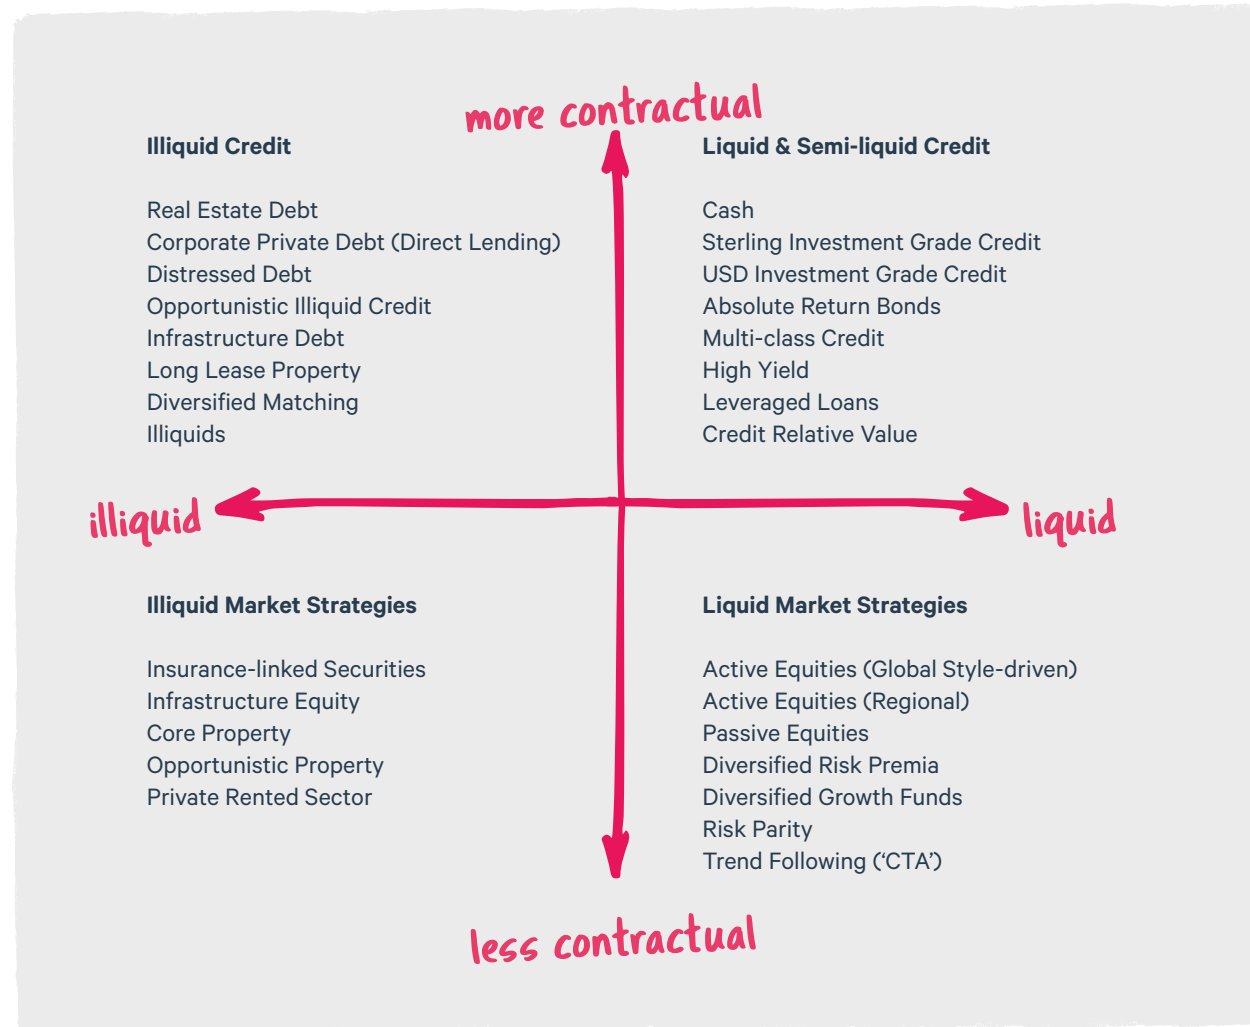 more contractual
Illiquid Credit
Real Estate Debt
Corporate Private Debt (Direct Lending)
Distressed Debt
Opportunistic Illiquid Credit
Infrastructure Debt
Long Lease Property
Diversified Matching
Illiquids
Liquid & Semi-liquid Credit
Cash
Sterling Investment Grade Credit
USD Investment Grade Credit
Absolute Return Bonds
Multi-class Credit
High Yield
Leveraged Loans
Credit Relative Value
illiquid
liquid
Illiquid Market Strategies
Insurance-linked Securities
Infrastructure Equity
Core Property
Opportunistic Property
Private Rented Sector
Liquid Market Strategies
Active Equities (Global Style-driven)
Active Equities (Regional)
Passive Equities
Diversified Risk Premia
Diversified Growth Funds
Risk Parity
Trend Following (‘CTA’)
less contractual